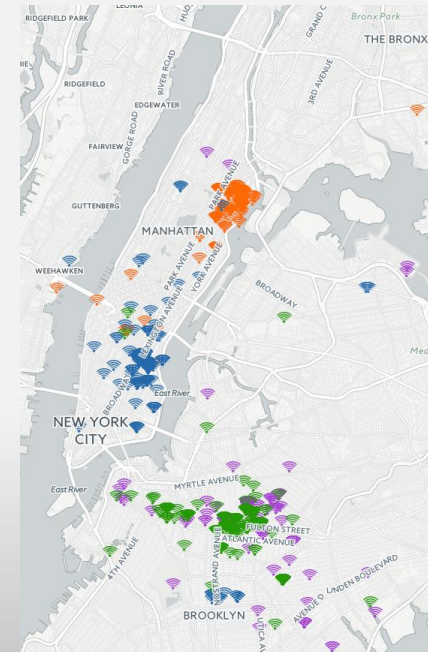 LEONIA
RIDGEFIELD PARK
Bronx Park
THE BRONX
GRAND C
3RD AVENUE
RIVER ROAD
RIDGEFIELD
EDGEWATER
GORGE ROAD
FAIRVIEW
PARK AVENUE
GUTTENBERG
MANHATTAN
WEEHAWKEN
PARK AVENUE
YORK AVENUE
BROADWAY
LEXINGTON AVENUE
BROADWAY
East River
NEW YORK
CITY
East River
MYRTLE AVENUE
FULTON STREET
ATLANTIC AVENUE
4TH AVENUE
NOSTRAND AVENUE
LINDEN BOULEVARD
AVENUE D
BROOKLYN
UTICA